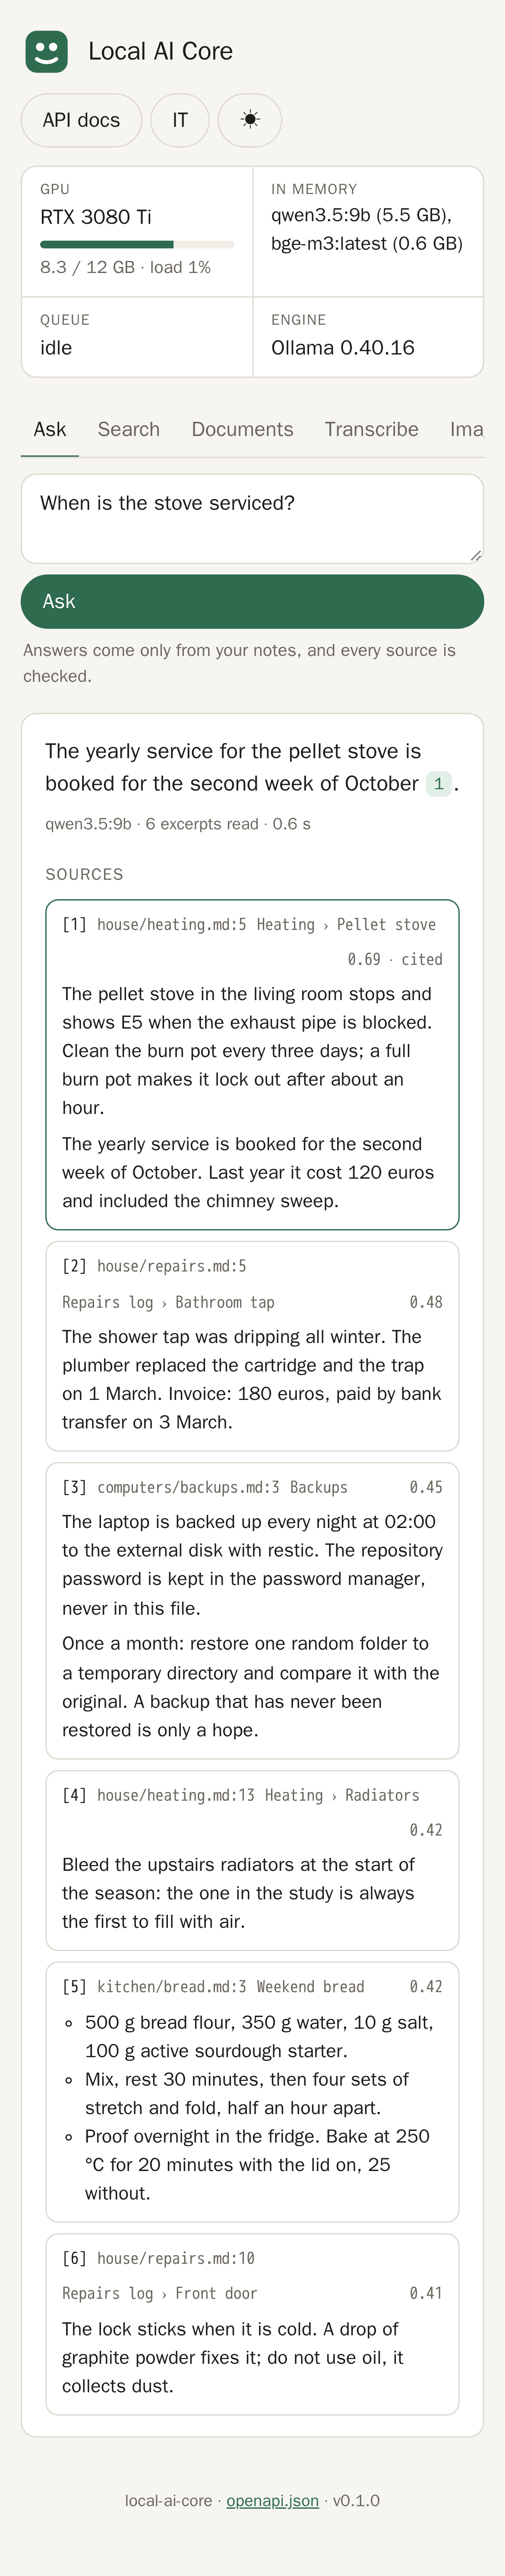 Local AI Core
API docs IT ☀
GPU
RTX 3080 Ti
8.3 / 12 GB · load 1%
IN MEMORY
qwen3.5:9b (5.5 GB),
bge-m3:latest (0.6 GB)
QUEUE
idle
ENGINE
Ollama 0.40.16
Ask Search Documents Transcribe Ima
When is the stove serviced?
Ask
Answers come only from your notes, and every source is
checked.
The yearly service for the pellet stove is
booked for the second week of October 1.
qwen3.5:9b · 6 excerpts read · 0.6 s
SOURCES
[1] house/heating.md:5 Heating › Pellet stove
0.69 · cited
The pellet stove in the living room stops and
shows E5 when the exhaust pipe is blocked.
Clean the burn pot every three days; a full
burn pot makes it lock out after about an
hour.
The yearly service is booked for the second
week of October. Last year it cost 120 euros
and included the chimney sweep.
[2] house/repairs.md:5
Repairs log › Bathroom tap 0.48
The shower tap was dripping all winter. The
plumber replaced the cartridge and the trap
on 1 March. Invoice: 180 euros, paid by bank
transfer on 3 March.
[3] computers/backups.md:3 Backups 0.45
The laptop is backed up every night at 02:00
to the external disk with restic. The repository
password is kept in the password manager,
never in this file.
Once a month: restore one random folder to
a temporary directory and compare it with the
original. A backup that has never been
restored is only a hope.
[4] house/heating.md:13 Heating › Radiators
0.42
Bleed the upstairs radiators at the start of
the season: the one in the study is always
the first to fill with air.
[5] kitchen/bread.md:3 Weekend bread 0.42
500 g bread flour, 350 g water, 10 g salt,
100 g active sourdough starter.
Mix, rest 30 minutes, then four sets of
stretch and fold, half an hour apart.
Proof overnight in the fridge. Bake at 250
°C for 20 minutes with the lid on, 25
without.
[6] house/repairs.md:10
Repairs log › Front door 0.41
The lock sticks when it is cold. A drop of
graphite powder fixes it; do not use oil, it
collects dust.
local-ai-core · openapi.json · v0.1.0